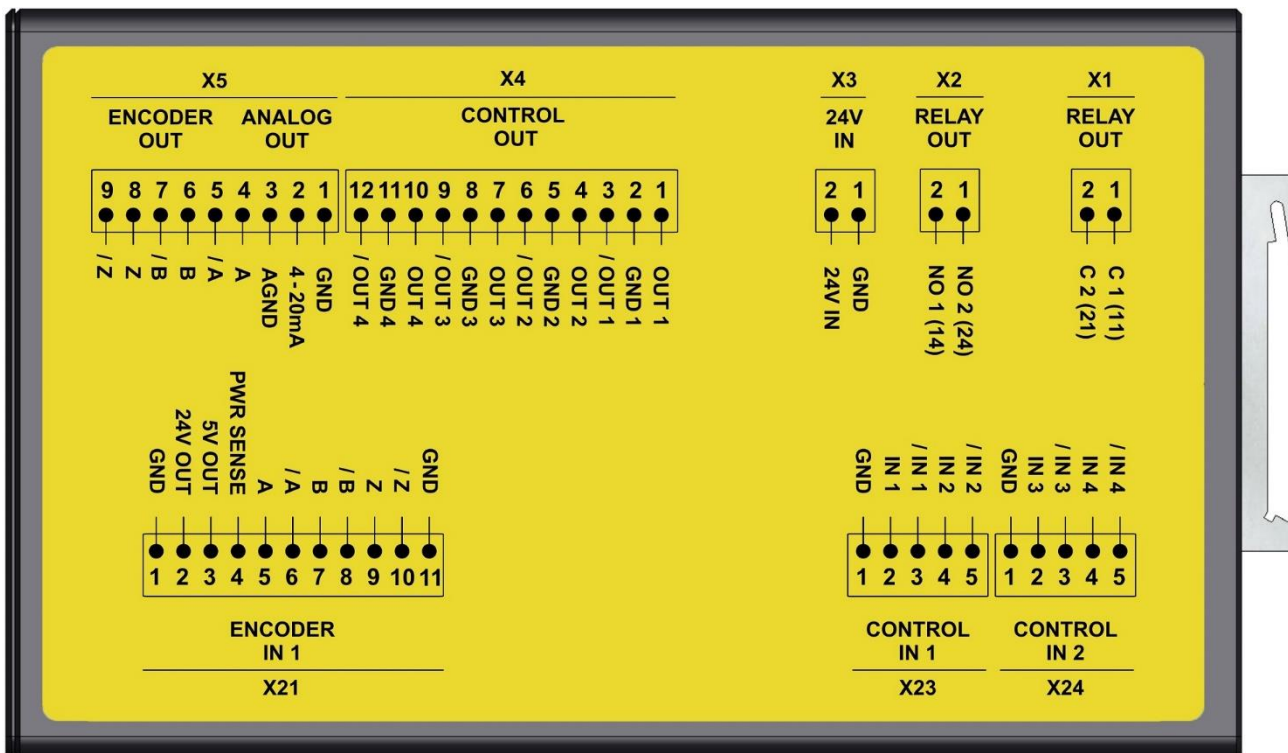 X5
X4
X3
X2
X1
ENCODER
OUT
ANALOG
OUT
CONTROL
OUT
24V
IN
RELAY
OUT
RELAY
OUT
9 8 7 6 5 4 3 2 1
12 11 10 9 8 7 6 5 4 3 2 1
2 1
2 1
2 1
/ Z
Z
/ B
B
/ A
A
AGND
4 - 20mA
GND
/ OUT 4
GND 4
OUT 4
/ OUT 3
GND 3
OUT 3
/ OUT 2
GND 2
OUT 2
/ OUT 1
GND 1
OUT 1
24V IN
GND
NO 1 (14)
NO 2 (24)
C 2 (21)
C 1 (11)
GND
24V OUT
5V OUT
PWR SENSE
A
/ A
B
/ B
Z
/ Z
GND
GND
IN 1
/ IN 1
IN 2
/ IN 2
GND
IN 3
/ IN 3
IN 4
/ IN 4
1 2 3 4 5 6 7 8 9 10 11
1 2 3 4 5
1 2 3 4 5
ENCODER
IN 1
CONTROL
IN 1
CONTROL
IN 2
X21
X23
X24